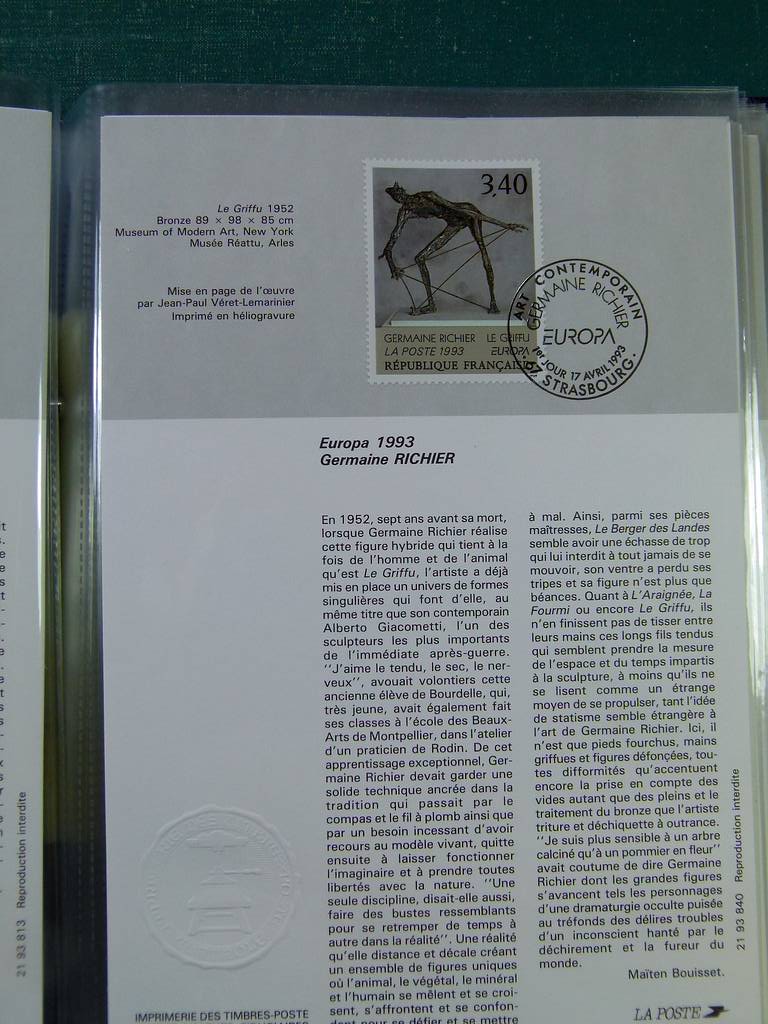 Le Griffu 1952
Bronze 89 × 98 × 85 cm
Museum of Modern Art, New York
Musée Réattu, Arles
Mise en page de l'œuvre
par Jean-Paul Véret-Lemarinier
Imprimé en héliogravure
3,40
GERMAINE RICHIER LE GRIFFU
LA POSTE 1993 EUROPA
RÉPUBLIQUE FRANÇAISE
ART CONTEMPORAIN
GERMAINE RICHIER
EUROPA
1er JOUR 17 AVRIL 1993
67 STRASBOURG
Europa 1993
Germaine RICHIER
En 1952, sept ans avant sa mort,
lorsque Germaine Richier réalise
cette figure hybride qui tient à la
fois de l'homme et de l'animal
qu'est Le Griffu, l'artiste a déjà
mis en place un univers de formes
singulières qui font d'elle, au
même titre que son contemporain
Alberto Giacometti, l'un des
sculpteurs les plus importants
de l'immédiate après-guerre.
''J'aime le tendu, le sec, le ner-
veux'', avouait volontiers cette
ancienne élève de Bourdelle, qui,
très jeune, avait également fait
ses classes à l'école des Beaux-
Arts de Montpellier, dans l'atelier
d'un praticien de Rodin. De cet
apprentissage exceptionnel, Ger-
maine Richier devait garder une
solide technique ancrée dans la
tradition qui passait par le
compas et le fil à plomb ainsi que
par un besoin incessant d'avoir
recours au modèle vivant, quitte
ensuite à laisser fonctionner
l'imaginaire et à prendre toutes
libertés avec la nature. ''Une
seule discipline, disait-elle aussi,
faire des bustes ressemblants
pour se retremper de temps à
autre dans la réalité''. Une réalité
qu'elle distance et décale créant
un ensemble de figures uniques
où l'animal, le végétal, le minéral
et l'humain se mêlent et se croi-
sent, s'affrontent et se confon-
dent pour se défier et se mettre
à mal. Ainsi, parmi ses pièces
maîtresses, Le Berger des Landes
semble avoir une échasse de trop
qui lui interdit à tout jamais de se
mouvoir, son ventre a perdu ses
tripes et sa figure n'est plus que
béances. Quant à L'Araignée, La
Fourmi ou encore Le Griffu, ils
n'en finissent pas de tisser entre
leurs mains ces longs fils tendus
qui semblent prendre la mesure
de l'espace et du temps impartis
à la sculpture, à moins qu'ils ne
se lisent comme un étrange
moyen de se propulser, tant l'idée
de statisme semble étrangère à
l'art de Germaine Richier. Ici, il
n'est que pieds fourchus, mains
griffues et figures défonçées, tou-
tes difformités qu'accentuent
encore la prise en compte des
vides autant que des pleins et le
traitement du bronze que l'artiste
triture et déchiquette à outrance.
''Je suis plus sensible à un arbre
calciné qu'à un pommier en fleur''
avait coutume de dire Germaine
Richier dont les grandes figures
s'avancent tels les personnages
d'une dramaturgie occulte puisée
au tréfonds des délires troubles
d'un inconscient hanté par le
déchirement et la fureur du
monde.
Maïten Bouisset.
21 93 840 Reproduction interdite
21 93 813 Reproduction interdite
IMPRIMERIE DES TIMBRES-POSTE
LA POSTE